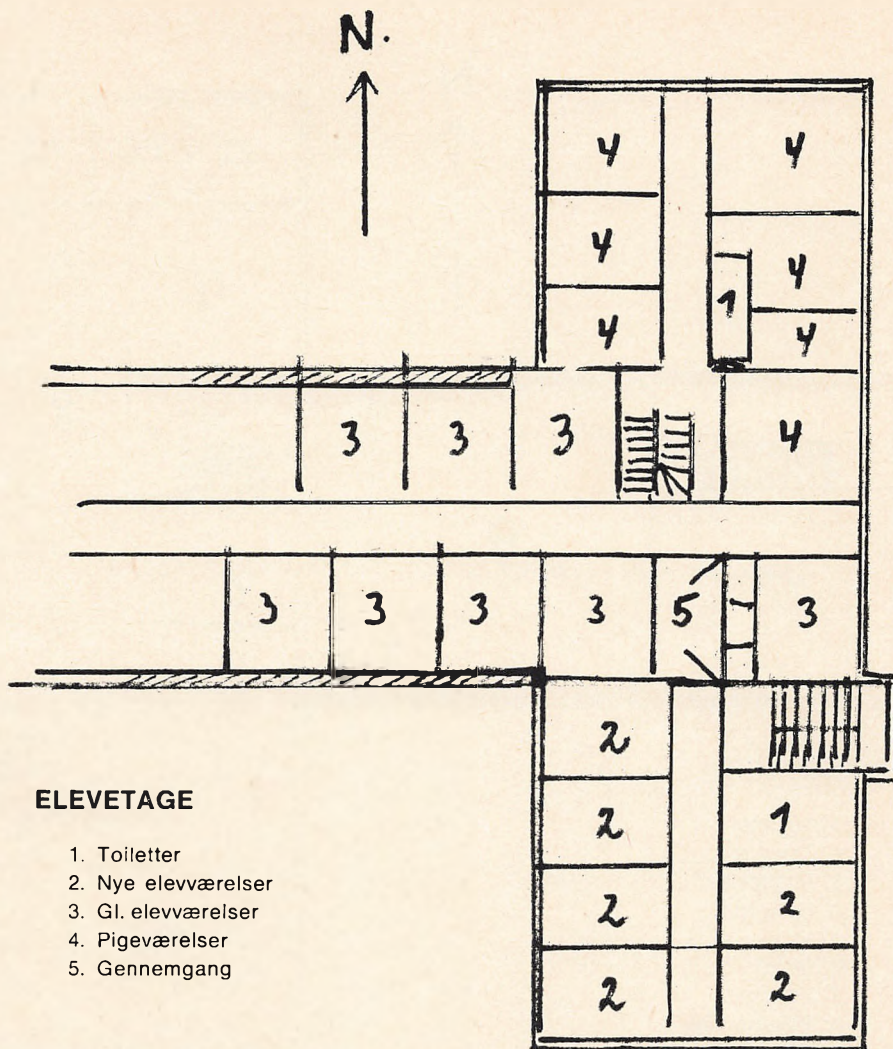 N.
4 4
4 4
1
4 4
3 3 3 4
3 3 3 3 5 3
2
2 1
2 2
2 2
ELEVETAGE
1. Toiletter
2. Nye elevværelser
3. Gl. elevværelser
4. Pigeværelser
5. Gennemgang